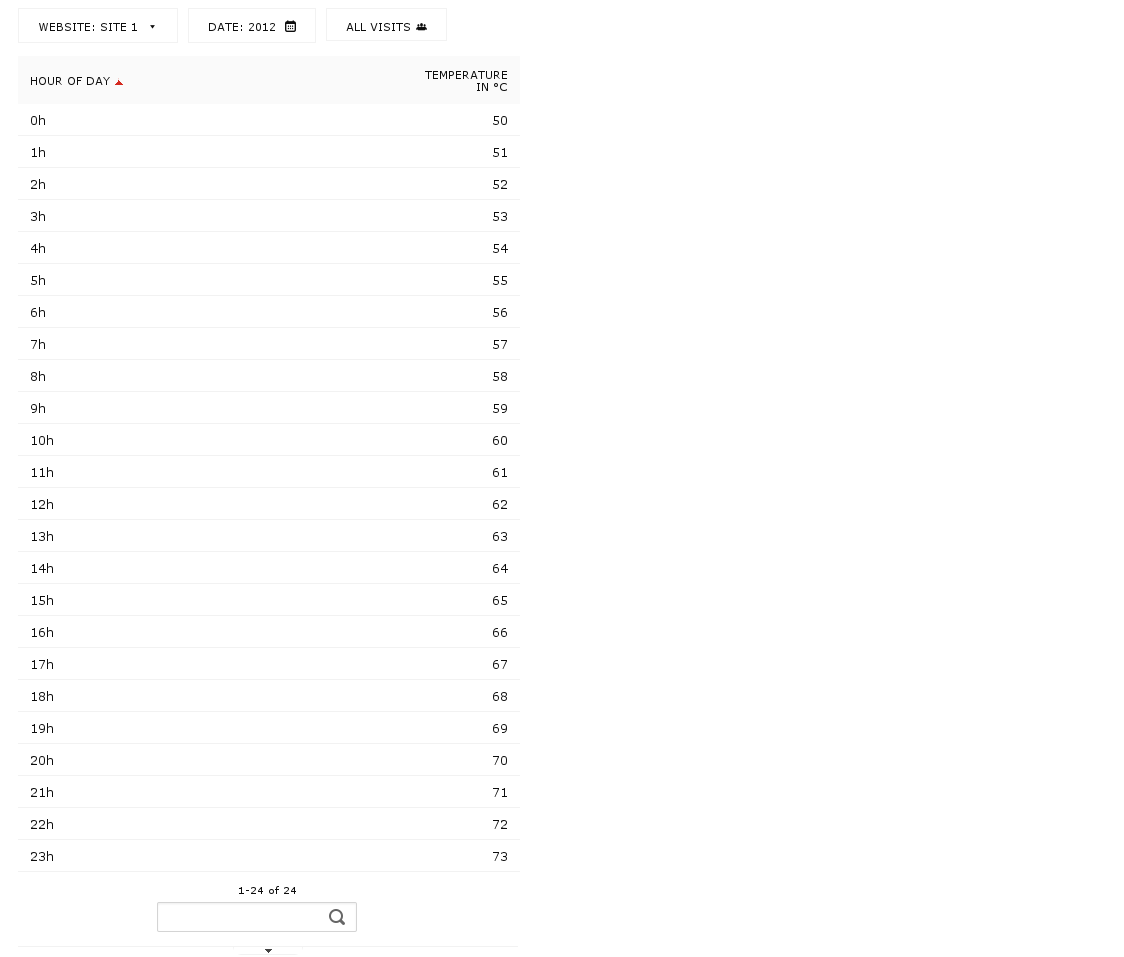 WEBSITE: SITE 1 DATE: 2012 ALL VISITS
HOUR OF DAY TEMPERATURE IN °C
0h 50
1h 51
2h 52
3h 53
4h 54
5h 55
6h 56
7h 57
8h 58
9h 59
10h 60
11h 61
12h 62
13h 63
14h 64
15h 65
16h 66
17h 67
18h 68
19h 69
20h 70
21h 71
22h 72
23h 73
1-24 of 24